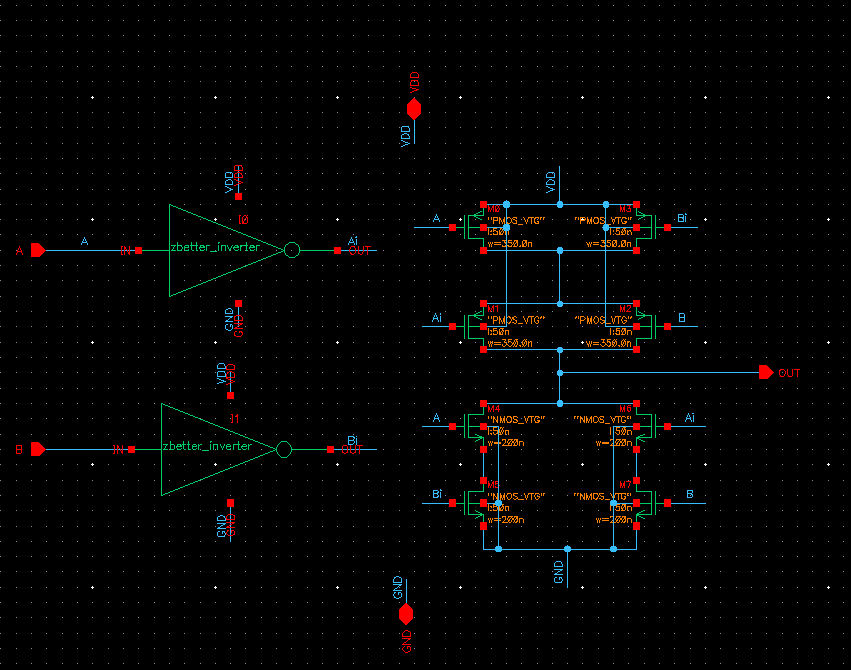 VDD
VDD
VDD
VDD
VDD
M0
M3
A
"PMOS_VTG"
"PMOS_VTG"
Bi
l:50n
l:50n
w=350.0n
w=350.0n
I0
A
A
IN
zbetter_inverter
Ai
OUT
GND
GND
M1
M2
Ai
"PMOS_VTG"
"PMOS_VTG"
B
l:50n
l:50n
w=350.0n
w=350.0n
VDD
VDD
OUT
I1
M4
M6
A
"NMOS_VTG"
"NMOS_VTG"
Ai
l:50n
l:50n
w=200n
w=200n
B
IN
zbetter_inverter
Bi
OUT
M5
M7
Bi
"NMOS_VTG"
"NMOS_VTG"
B
l:50n
l:50n
w=200n
w=200n
GND
GND
GND
GND
GND